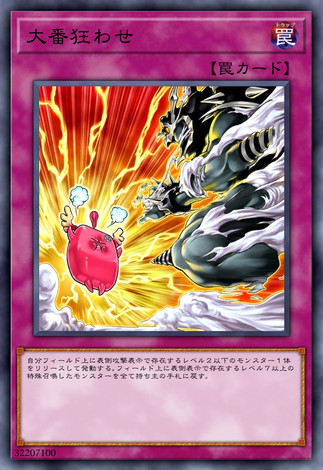 大番狂わせ
トラップ
罠
【罠カード】
自分フィールド上に表側攻撃表示で存在するレベル２以下のモンスター１体
をリリースして発動する。フィールド上に表側表示で存在するレベル７以上の
特殊召喚したモンスターを全て持ち主の手札に戻す。
32207100